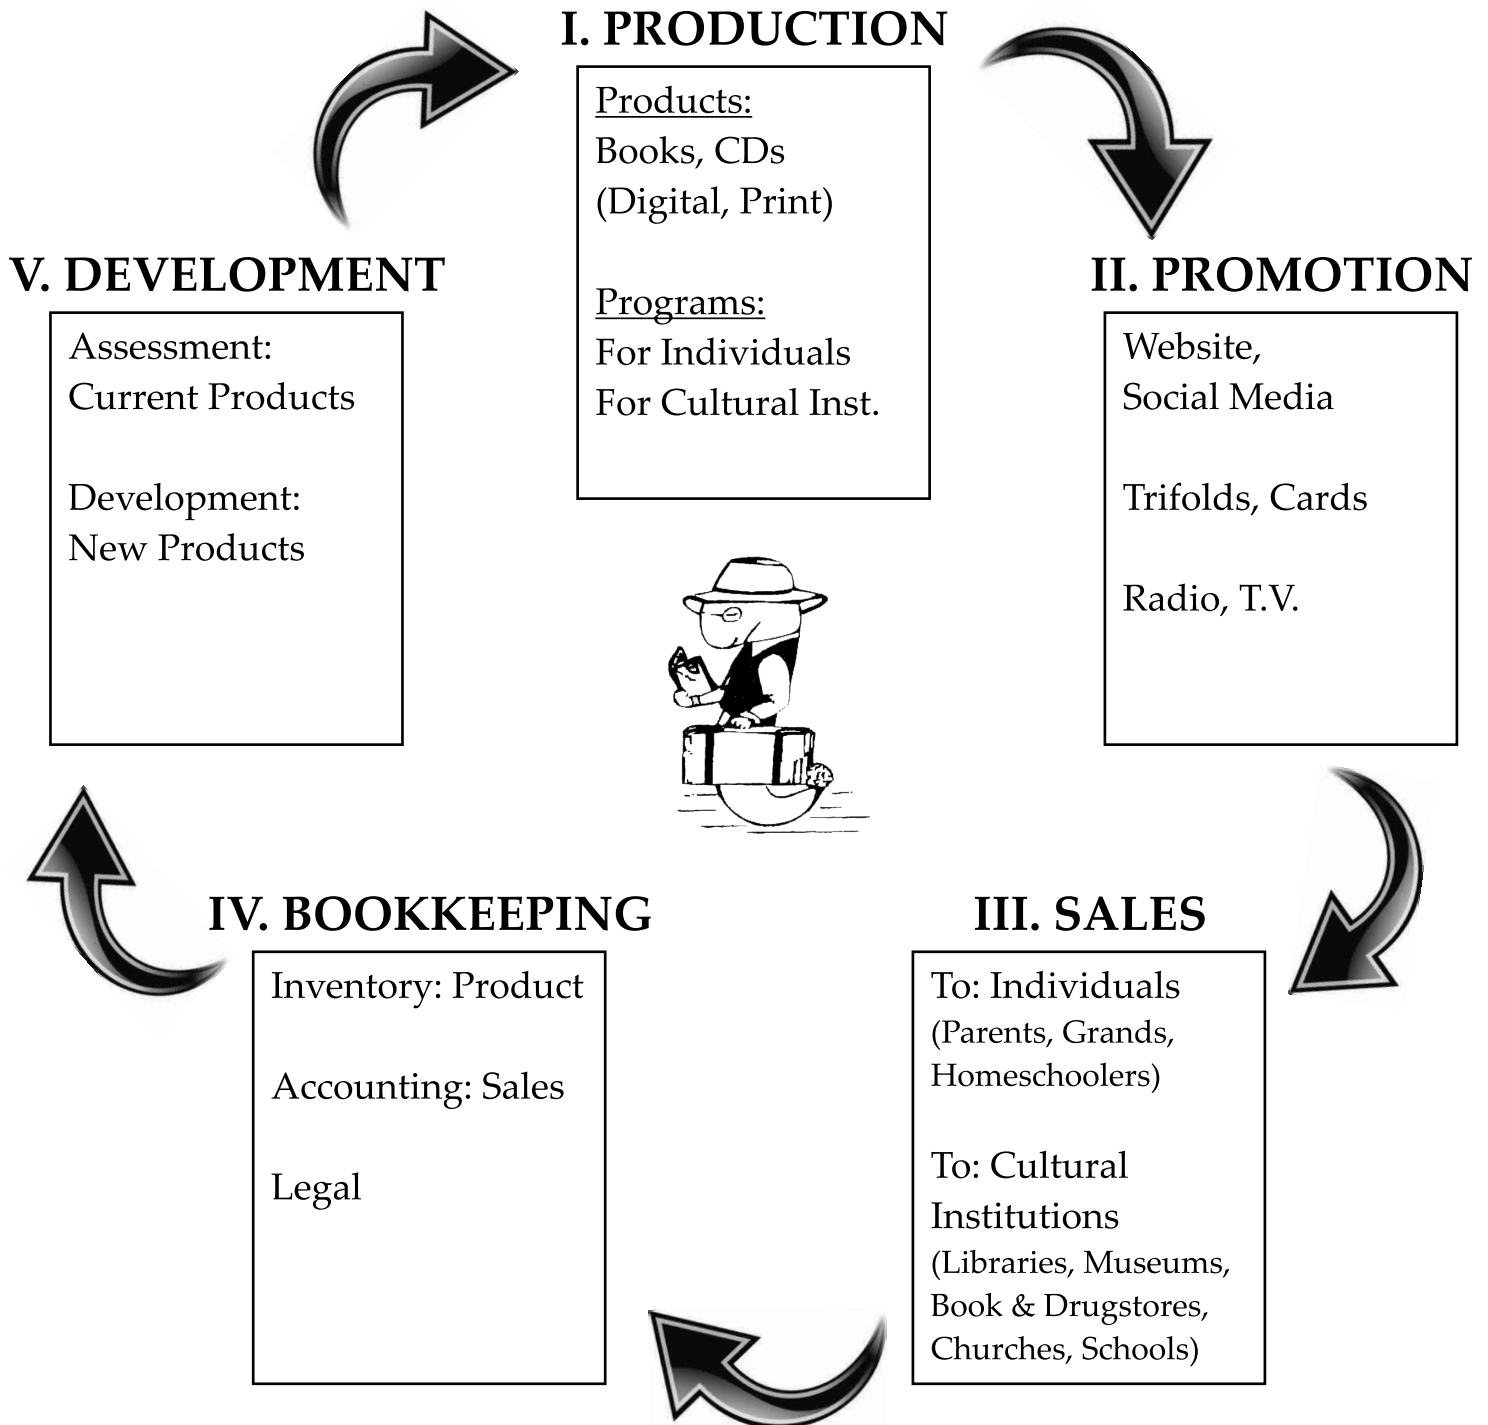 I. PRODUCTION
Products:
Books, CDs
(Digital, Print)
Programs:
For Individuals
For Cultural Inst.
II. PROMOTION
Website,
Social Media
Trifolds, Cards
Radio, T.V.
III. SALES
To: Individuals
(Parents, Grands,
Homeschoolers)
To: Cultural
Institutions
(Libraries, Museums,
Book & Drugstores,
Churches, Schools)
IV. BOOKKEEPING
Inventory: Product
Accounting: Sales
Legal
V. DEVELOPMENT
Assessment:
Current Products
Development:
New Products